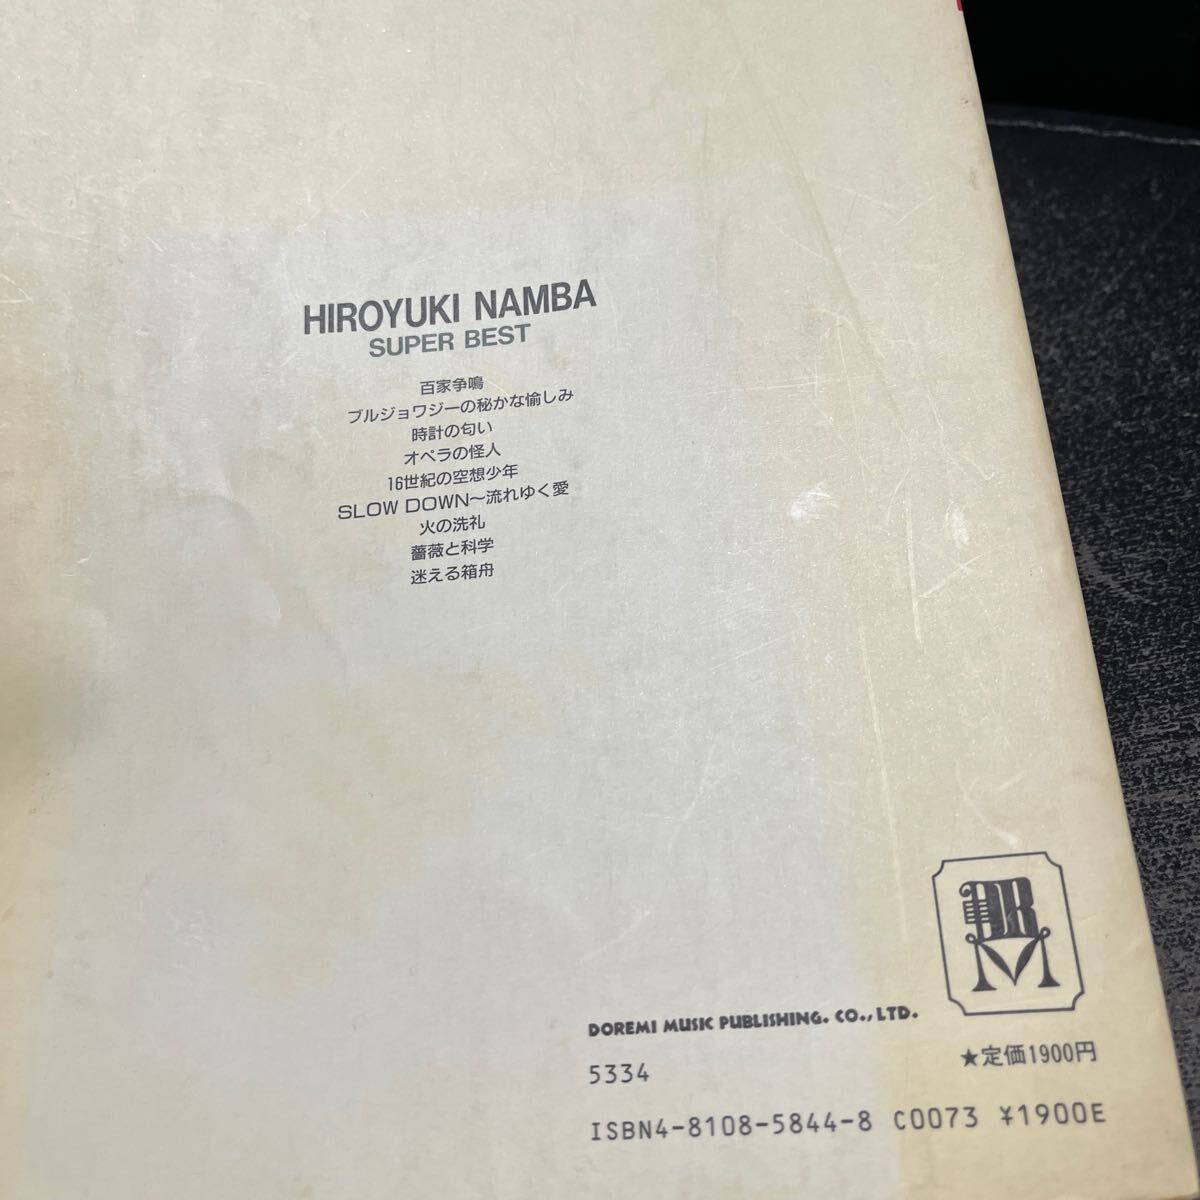 HIROYUKI NAMBA
SUPER BEST
百家争鳴
ブルジョワジーの秘かな愉しみ
時計の匂い
オペラの怪人
16世紀の空想少年
SLOW DOWN〜流れゆく愛
火の洗礼
薔薇と科学
迷える箱舟
DRM
DOREMI MUSIC PUBLISHING. CO., LTD.
5334
★定価1900円
ISBN4-8108-5844-8 C0073 ¥1900E